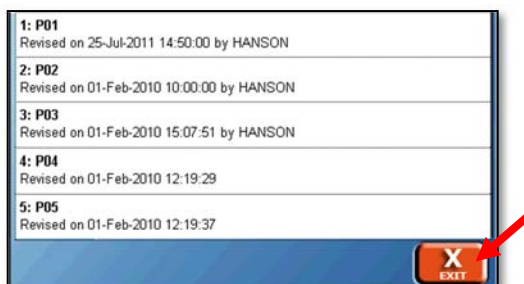 1: P01
Revised on 25-Jul-2011 14:50:00 by HANSON
2: P02
Revised on 01-Feb-2010 10:00:00 by HANSON
3: P03
Revised on 01-Feb-2010 15:07:51 by HANSON
4: P04
Revised on 01-Feb-2010 12:19:29
5: P05
Revised on 01-Feb-2010 12:19:37
X
EXIT